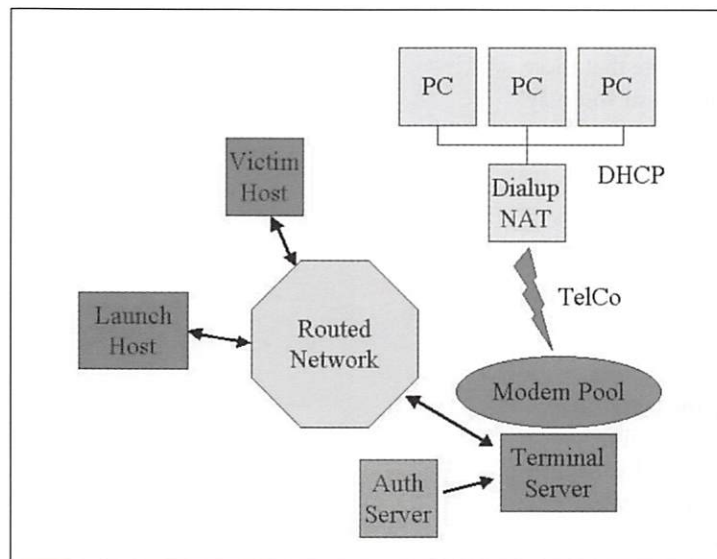 PC PC PC
Victim
Host
DHCP
Dialup
NAT
TelCo
Launch
Host
Routed
Network
Modem Pool
Terminal
Server
Auth
Server